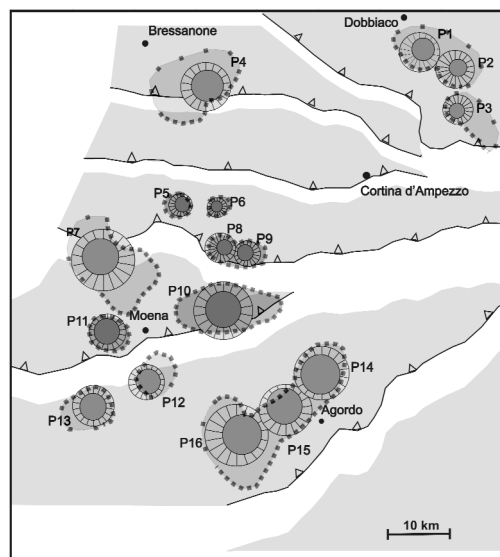 Dobbiaco
Bressanone
P1
P2
P4
P3
Cortina d'Ampezzo
P5
P6
P7
P8
P9
P10
Moena
P11
P14
P12
P13
Agordo
P16
P15
10 km